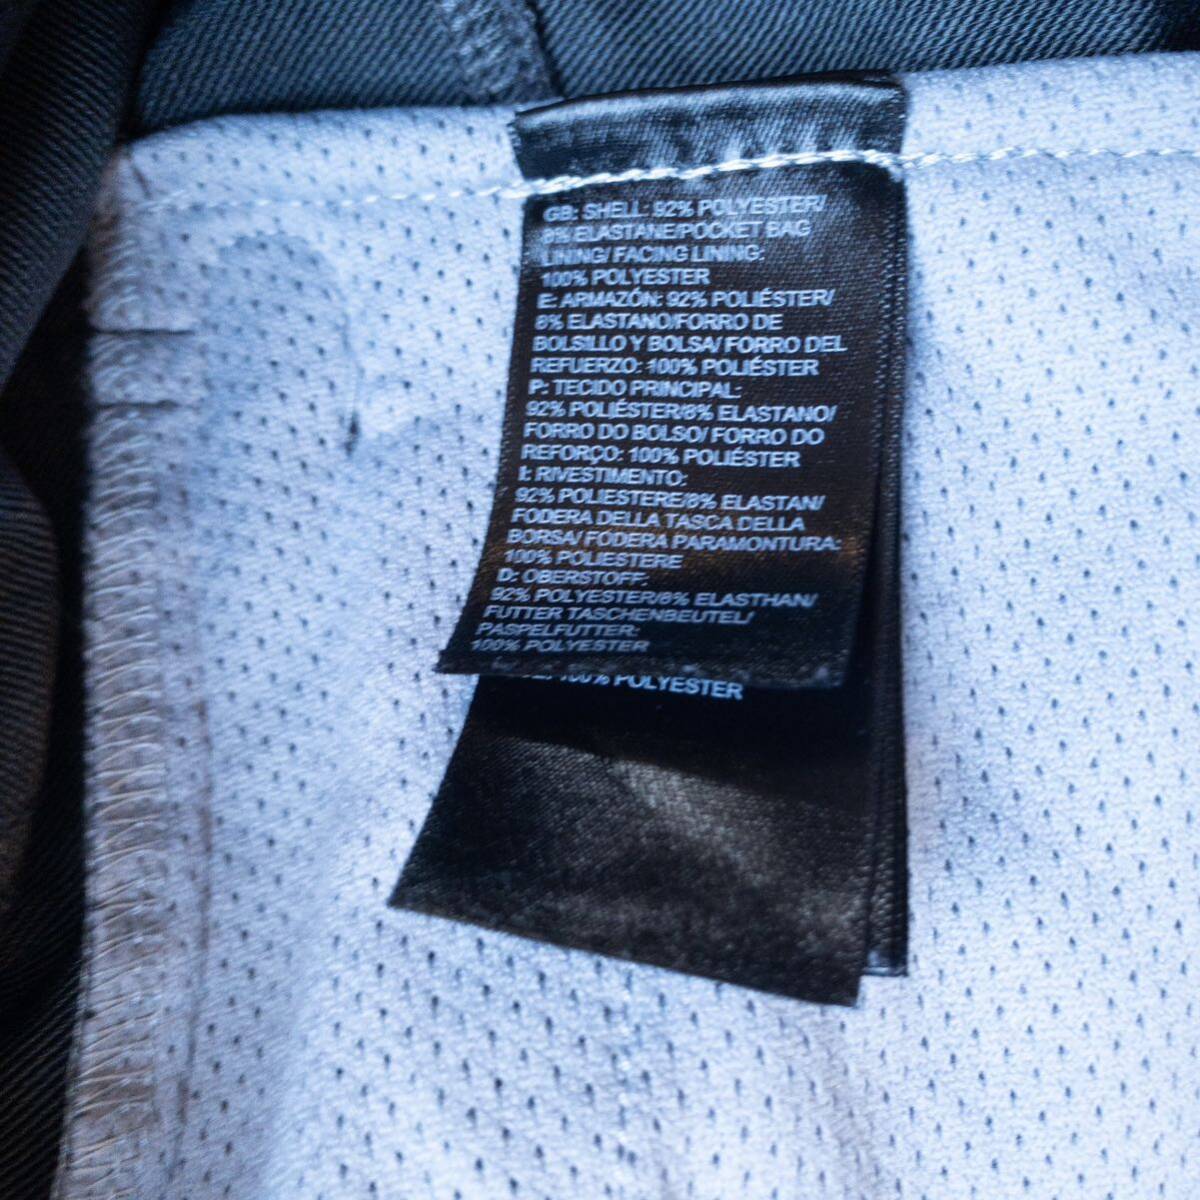 GB: SHELL: 92% POLYESTER/
8% ELASTANE/POCKET BAG
LINING/ FACING LINING:
100% POLYESTER
E: ARMAZÓN: 92% POLIÉSTER/
8% ELASTANO/FORRO DE
BOLSILLO Y BOLSA/ FORRO DEL
REFUERZO: 100% POLIÉSTER
P: TECIDO PRINCIPAL:
92% POLIÉSTER/8% ELASTANO/
FORRO DO BOLSO/ FORRO DO
REFORÇO: 100% POLIÉSTER
I: RIVESTIMENTO:
92% POLIESTERE/8% ELASTAN/
FODERA DELLA TASCA DELLA
BORSA/ FODERA PARAMONTURA:
100% POLIESTERE
D: OBERSTOFF:
92% POLYESTER/8% ELASTHAN/
FUTTER TASCHENBEUTEL/
PASPELFUTTER:
100% POLYESTER
100% POLYESTER